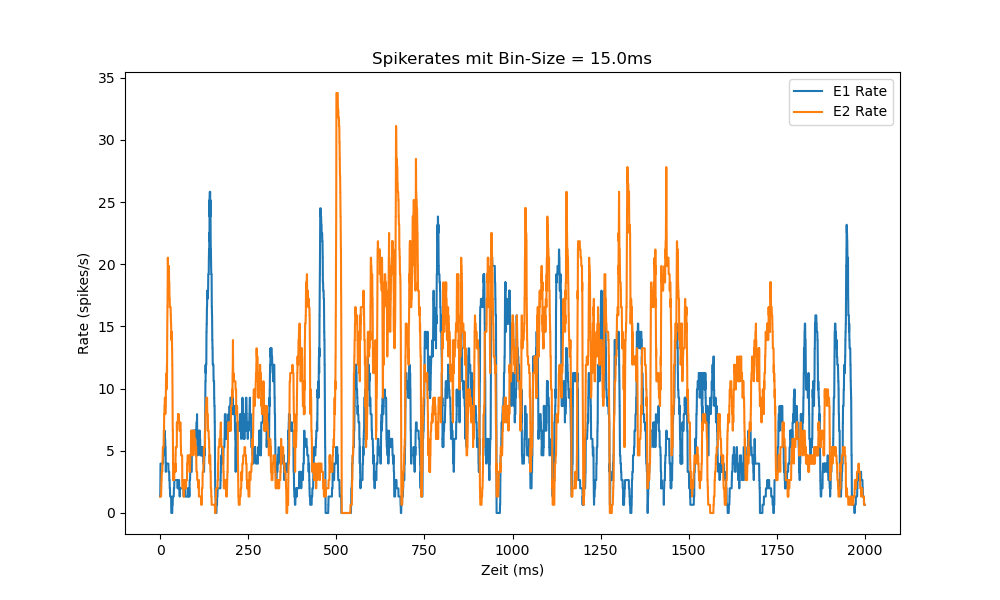 Spikerates mit Bin-Size = 15.0ms
E1 Rate
E2 Rate
Rate (spikes/s)
35
30
25
20
15
10
5
0
0 250 500 750 1000 1250 1500 1750 2000
Zeit (ms)